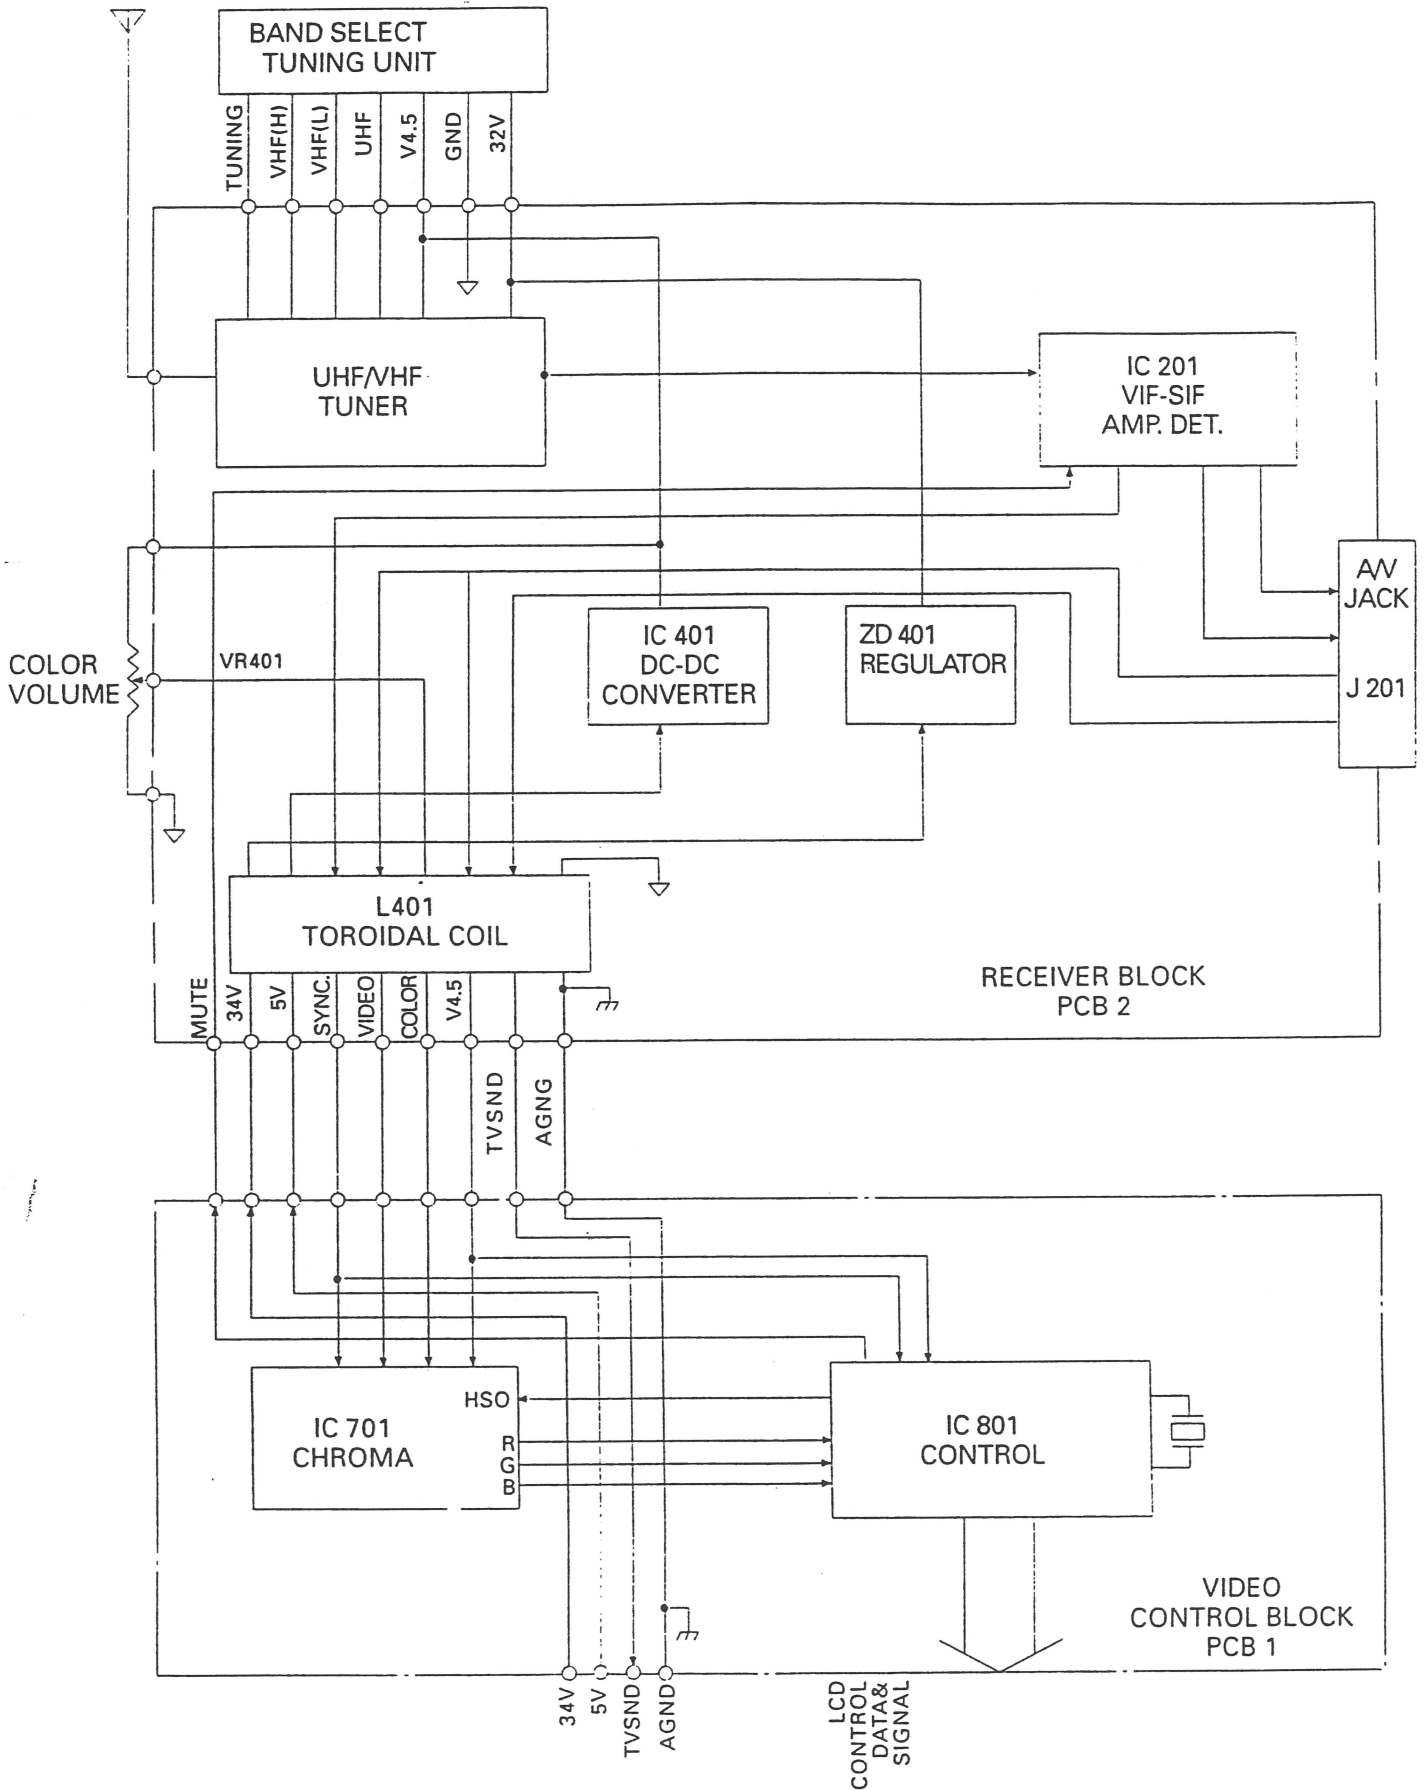 BAND SELECT
TUNING UNIT
TUNING
VHF(H)
VHF(L)
UHF
V4.5
GND
32V
UHF/VHF
TUNER
IC 201
VIF-SIF
AMP. DET.
A/V
JACK
J 201
COLOR
VOLUME
VR401
IC 401
DC-DC
CONVERTER
ZD 401
REGULATOR
L401
TOROIDAL COIL
RECEIVER BLOCK
PCB 2
MUTE
34V
5V
SYNC.
VIDEO
COLOR
V4.5
TVSND
AGNG
HSO
IC 701
CHROMA
R
G
B
IC 801
CONTROL
VIDEO
CONTROL BLOCK
PCB 1
34V
5V
TVSND
AGND
LCD
CONTROL
DATA&
SIGNAL